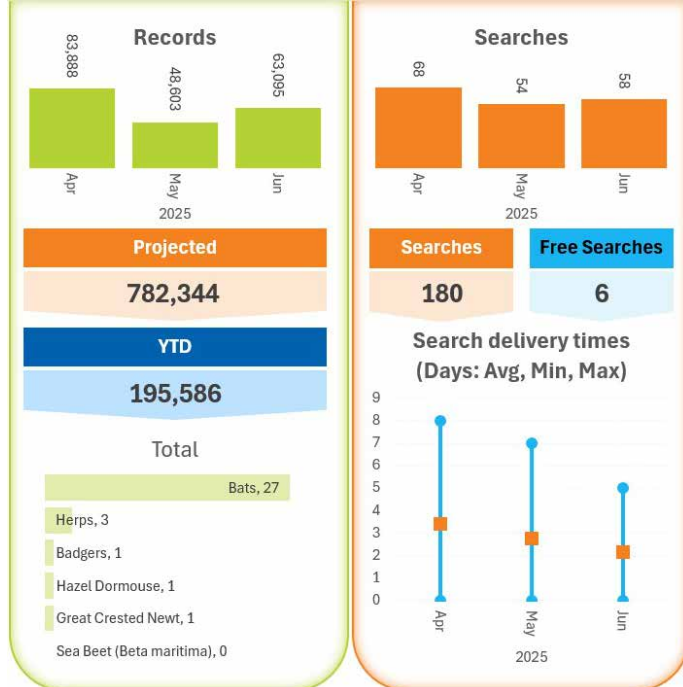 Records
83,888
48,603
63,095
Apr
May
Jun
2025
Projected
782,344
YTD
195,586
Total
Bats, 27
Herps, 3
Badgers, 1
Hazel Dormouse, 1
Great Crested Newt, 1
Sea Beet (Beta maritima), 0
Searches
68
54
58
Apr
May
Jun
2025
Searches
180
Free Searches
6
Search delivery times
(Days: Avg, Min, Max)
9
8
7
6
5
4
3
2
1
0
Apr
May
Jun
2025